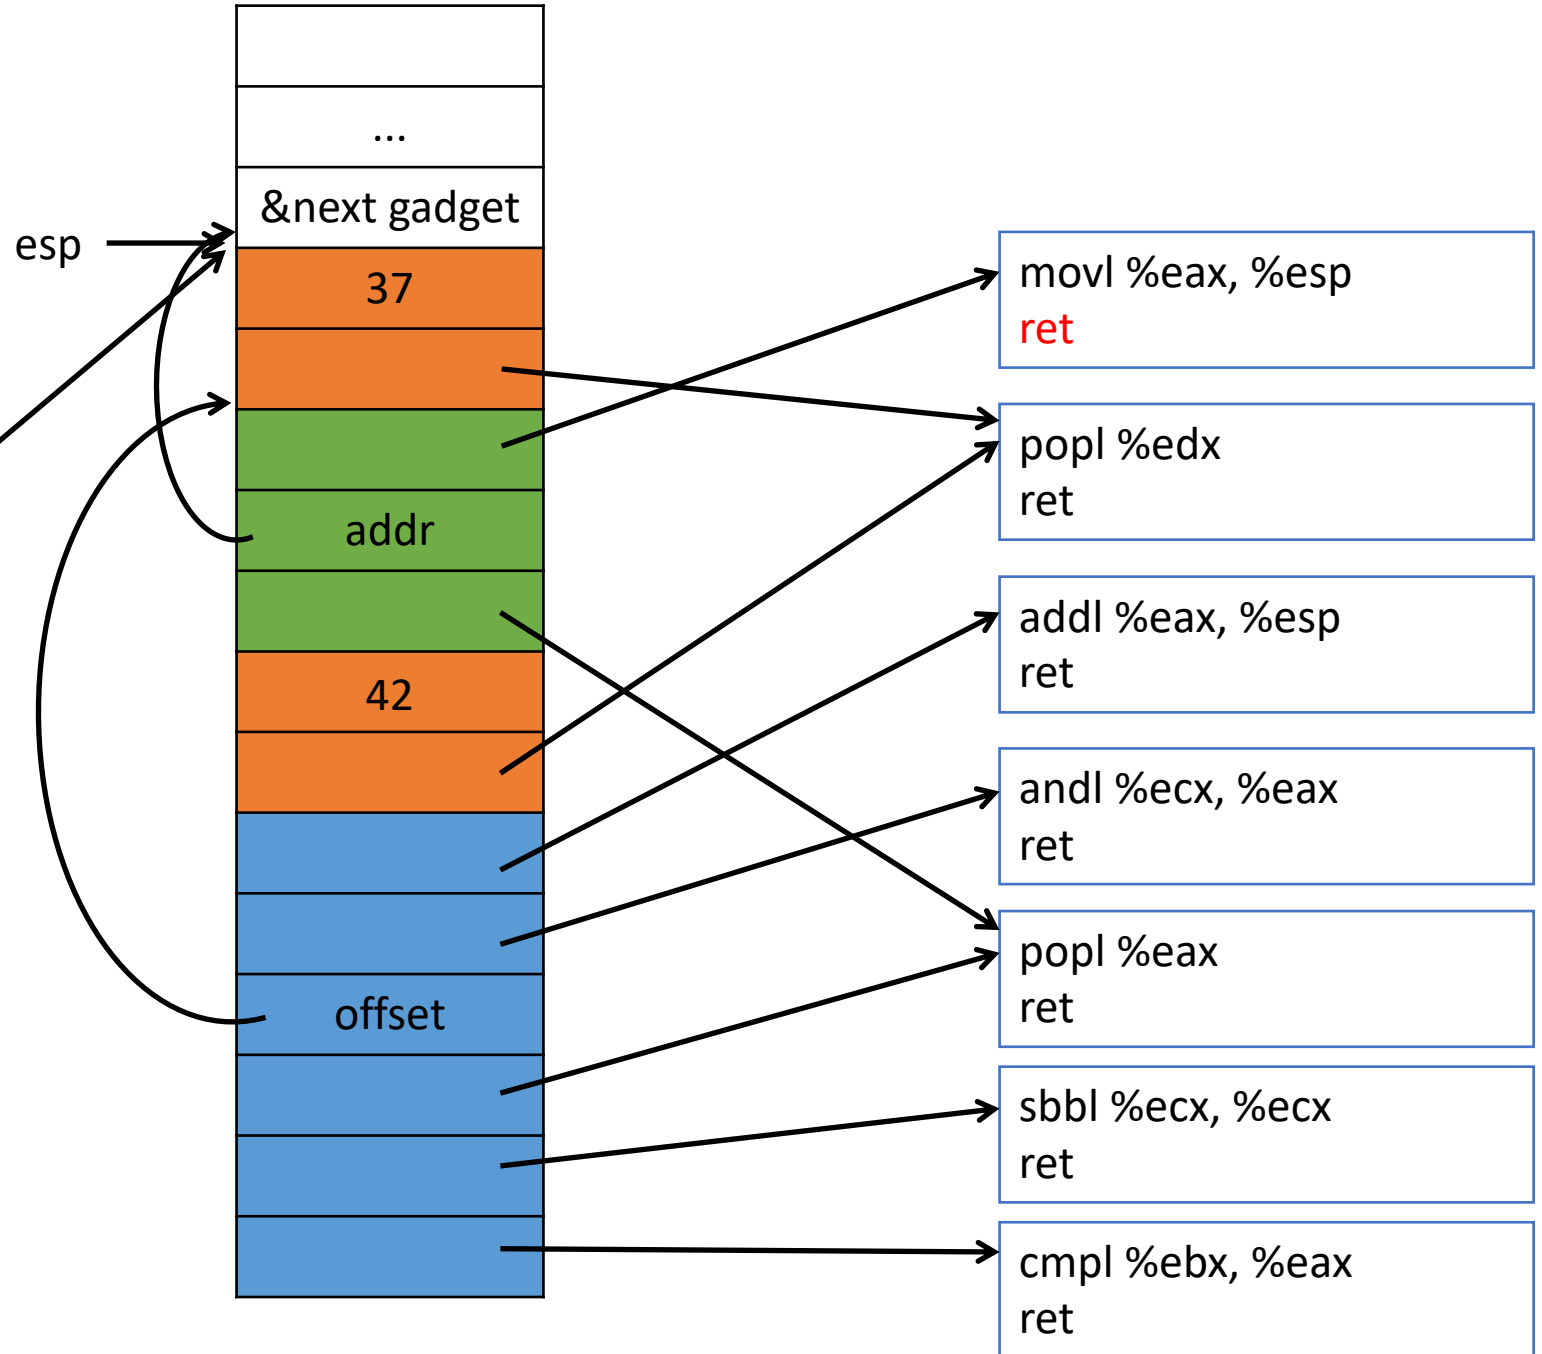 ...
&next gadget
esp
37
addr
42
offset
movl %eax, %esp
ret
popl %edx
ret
addl %eax, %esp
ret
andl %ecx, %eax
ret
popl %eax
ret
sbbl %ecx, %ecx
ret
cmpl %ebx, %eax
ret